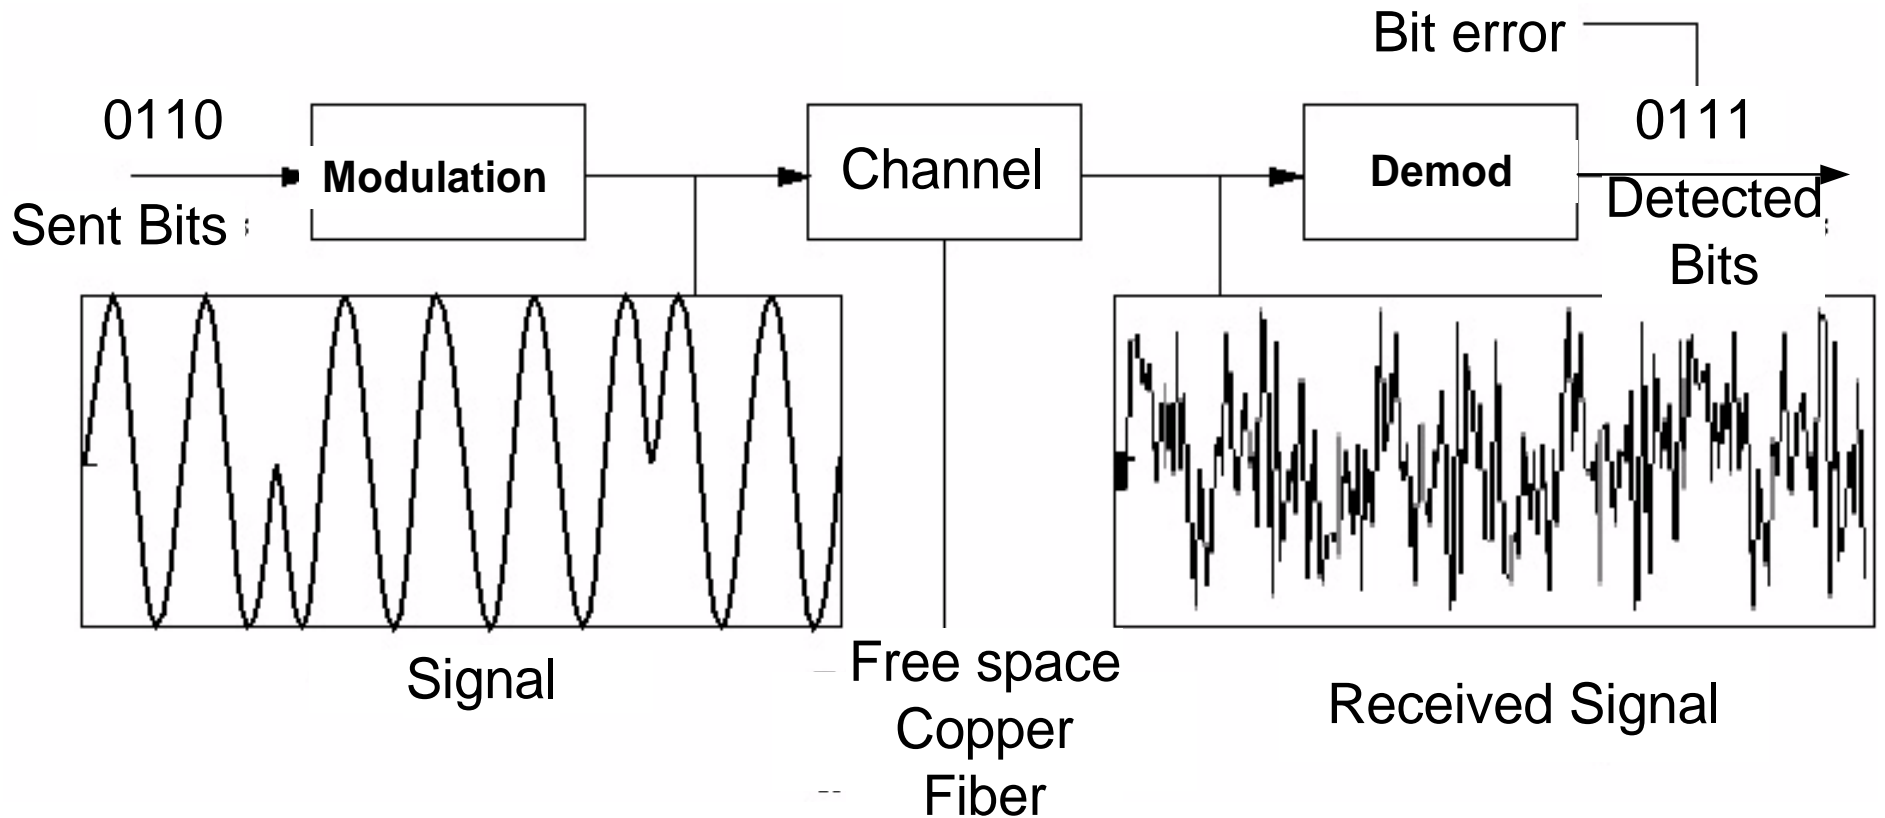 Bit error
0110
0111
Modulation
Channel
Demod
Sent Bits
Detected
Bits
Signal
Free space
Copper
Fiber
Received Signal